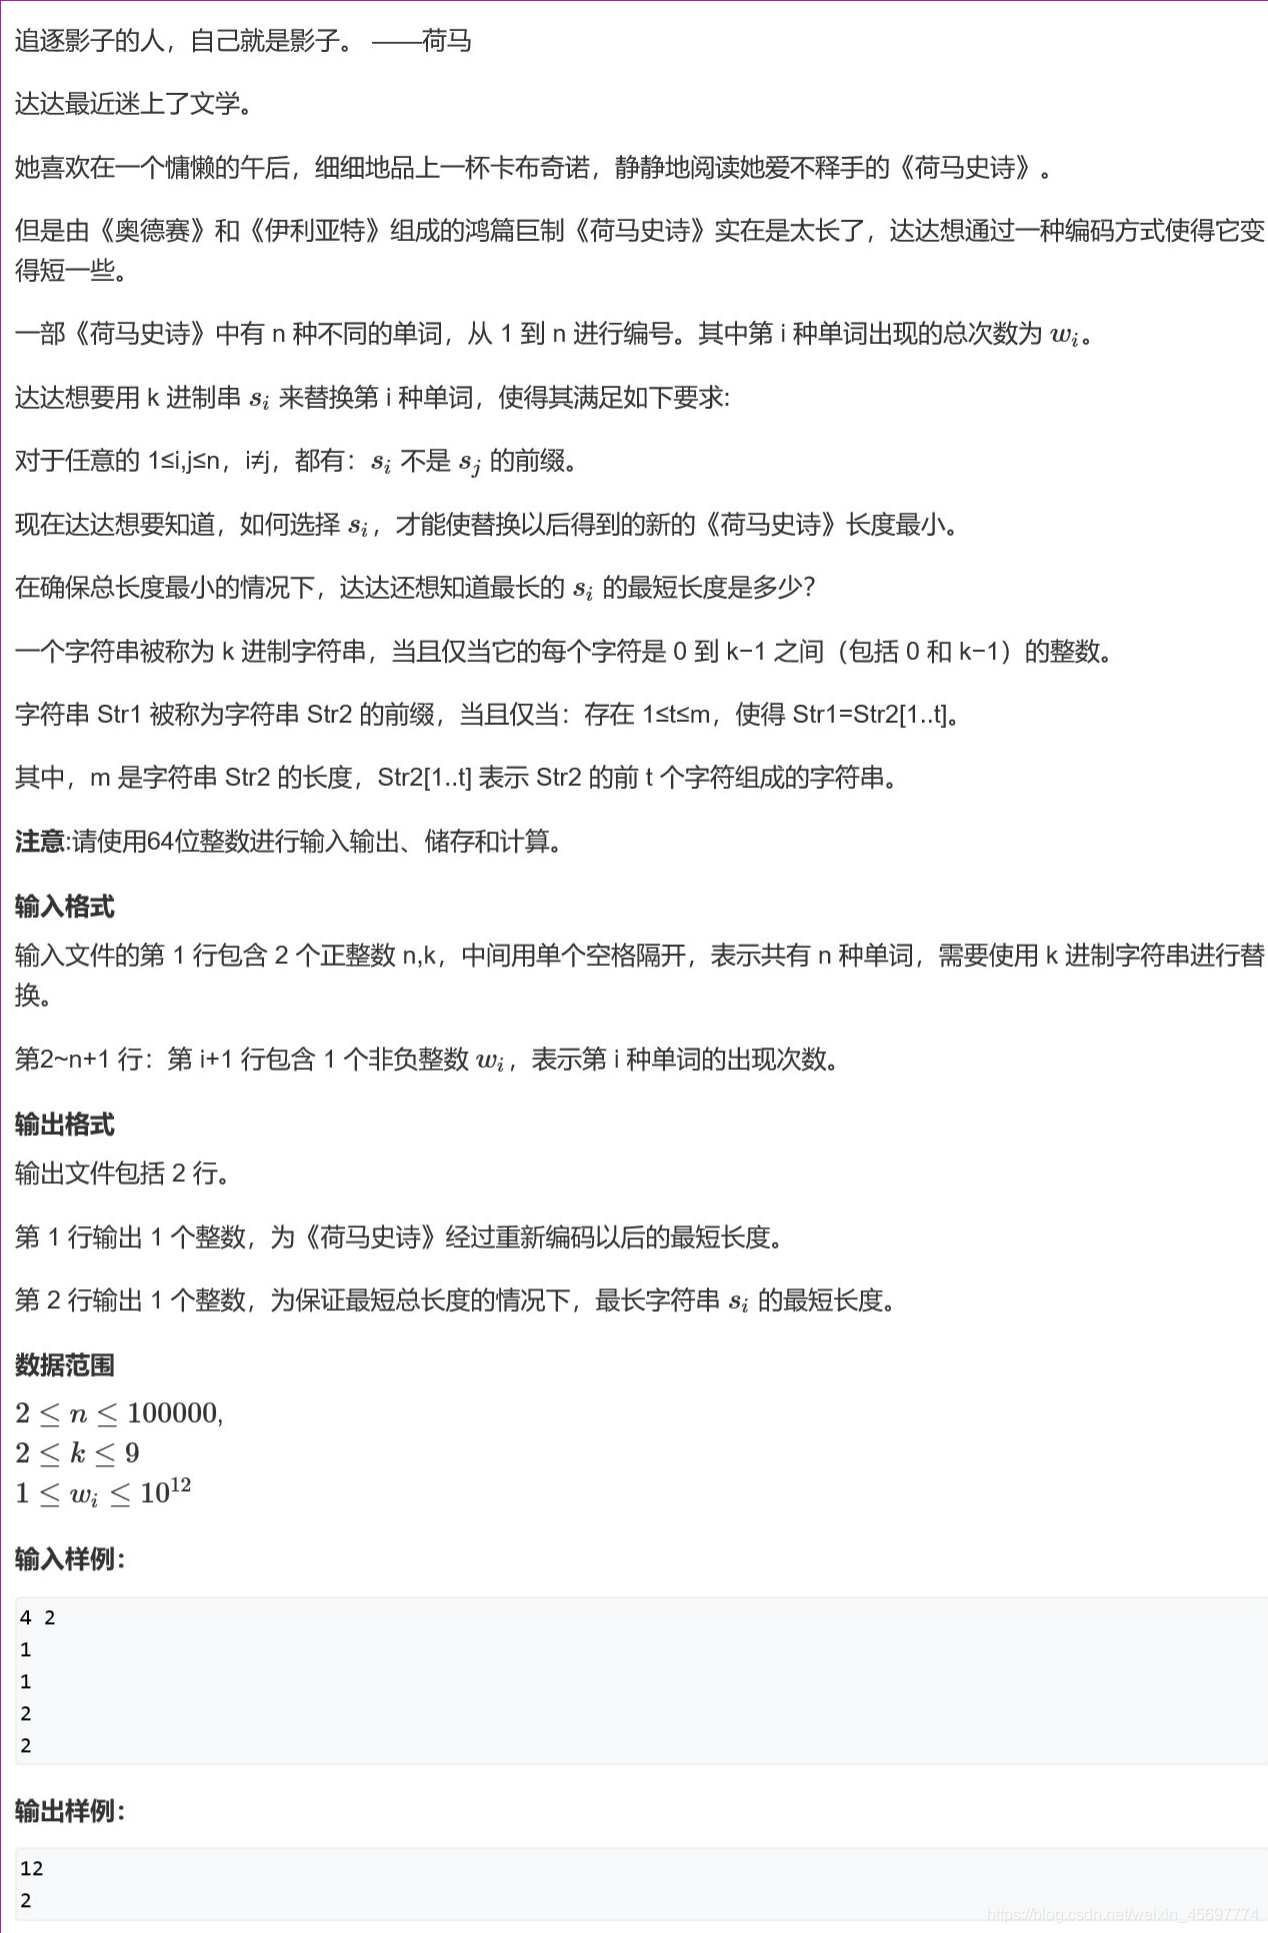 追逐影子的人，自己就是影子。 ——荷马
达达最近迷上了文学。
她喜欢在一个慵懒的午后，细细地品上一杯卡布奇诺，静静地阅读她爱不释手的《荷马史诗》。
但是由《奥德赛》和《伊利亚特》组成的鸿篇巨制《荷马史诗》实在是太长了，达达想通过一种编码方式使得它变
得短一些。
一部《荷马史诗》中有 n 种不同的单词，从 1 到 n 进行编号。其中第 i 种单词出现的总次数为 wᵢ。
达达想要用 k 进制串 sᵢ 来替换第 i 种单词，使得其满足如下要求:
对于任意的 1≤i,j≤n，i≠j，都有：sᵢ 不是 sⱼ 的前缀。
现在达达想要知道，如何选择 sᵢ，才能使替换以后得到的新的《荷马史诗》长度最小。
在确保总长度最小的情况下，达达还想知道最长的 sᵢ 的最短长度是多少？
一个字符串被称为 k 进制字符串，当且仅当它的每个字符是 0 到 k−1 之间（包括 0 和 k−1）的整数。
字符串 Str1 被称为字符串 Str2 的前缀，当且仅当：存在 1≤t≤m，使得 Str1=Str2[1..t]。
其中，m 是字符串 Str2 的长度，Str2[1..t] 表示 Str2 的前 t 个字符组成的字符串。
注意:请使用64位整数进行输入输出、储存和计算。
输入格式
输入文件的第 1 行包含 2 个正整数 n,k，中间用单个空格隔开，表示共有 n 种单词，需要使用 k 进制字符串进行替
换。
第2~n+1 行：第 i+1 行包含 1 个非负整数 wᵢ，表示第 i 种单词的出现次数。
输出格式
输出文件包括 2 行。
第 1 行输出 1 个整数，为《荷马史诗》经过重新编码以后的最短长度。
第 2 行输出 1 个整数，为保证最短总长度的情况下，最长字符串 sᵢ 的最短长度。
数据范围
2 ≤ n ≤ 100000,
2 ≤ k ≤ 9
1 ≤ wᵢ ≤ 10¹²
输入样例：
4 2
1
1
2
2
输出样例：
12
2
https://blog.csdn.net/weixin_45697774